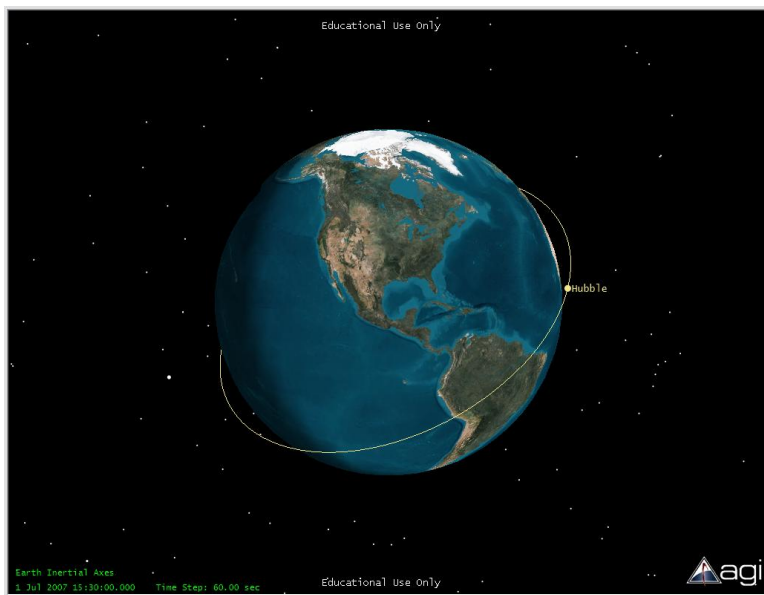 Educational Use Only
Hubble
Earth Inertial Axes
1 Jul 2007 15:30:00.000 Time Step: 60.00 sec
Educational Use Only
agi